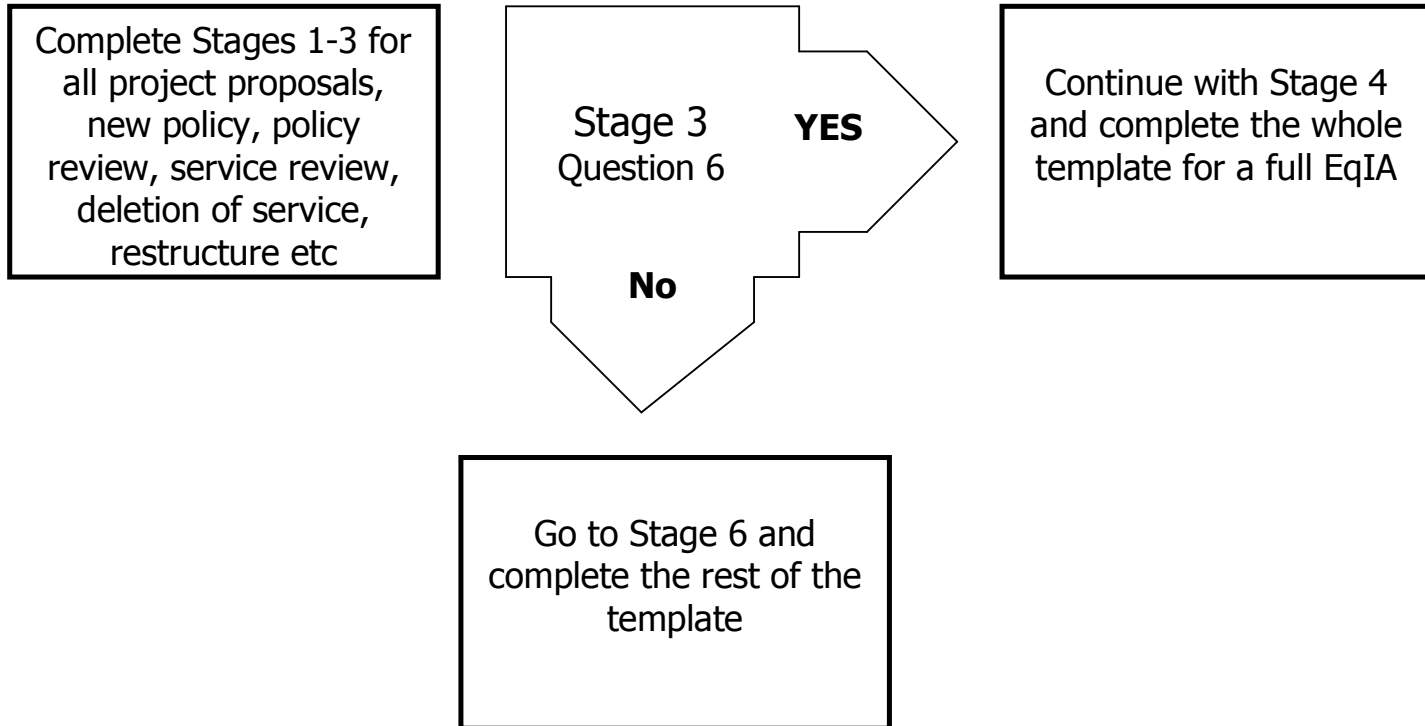 Complete Stages 1-3 for
all project proposals,
new policy, policy
review, service review,
deletion of service,
restructure etc
Stage 3
Question 6
YES
No
Continue with Stage 4
and complete the whole
template for a full EqIA
Go to Stage 6 and
complete the rest of the
template